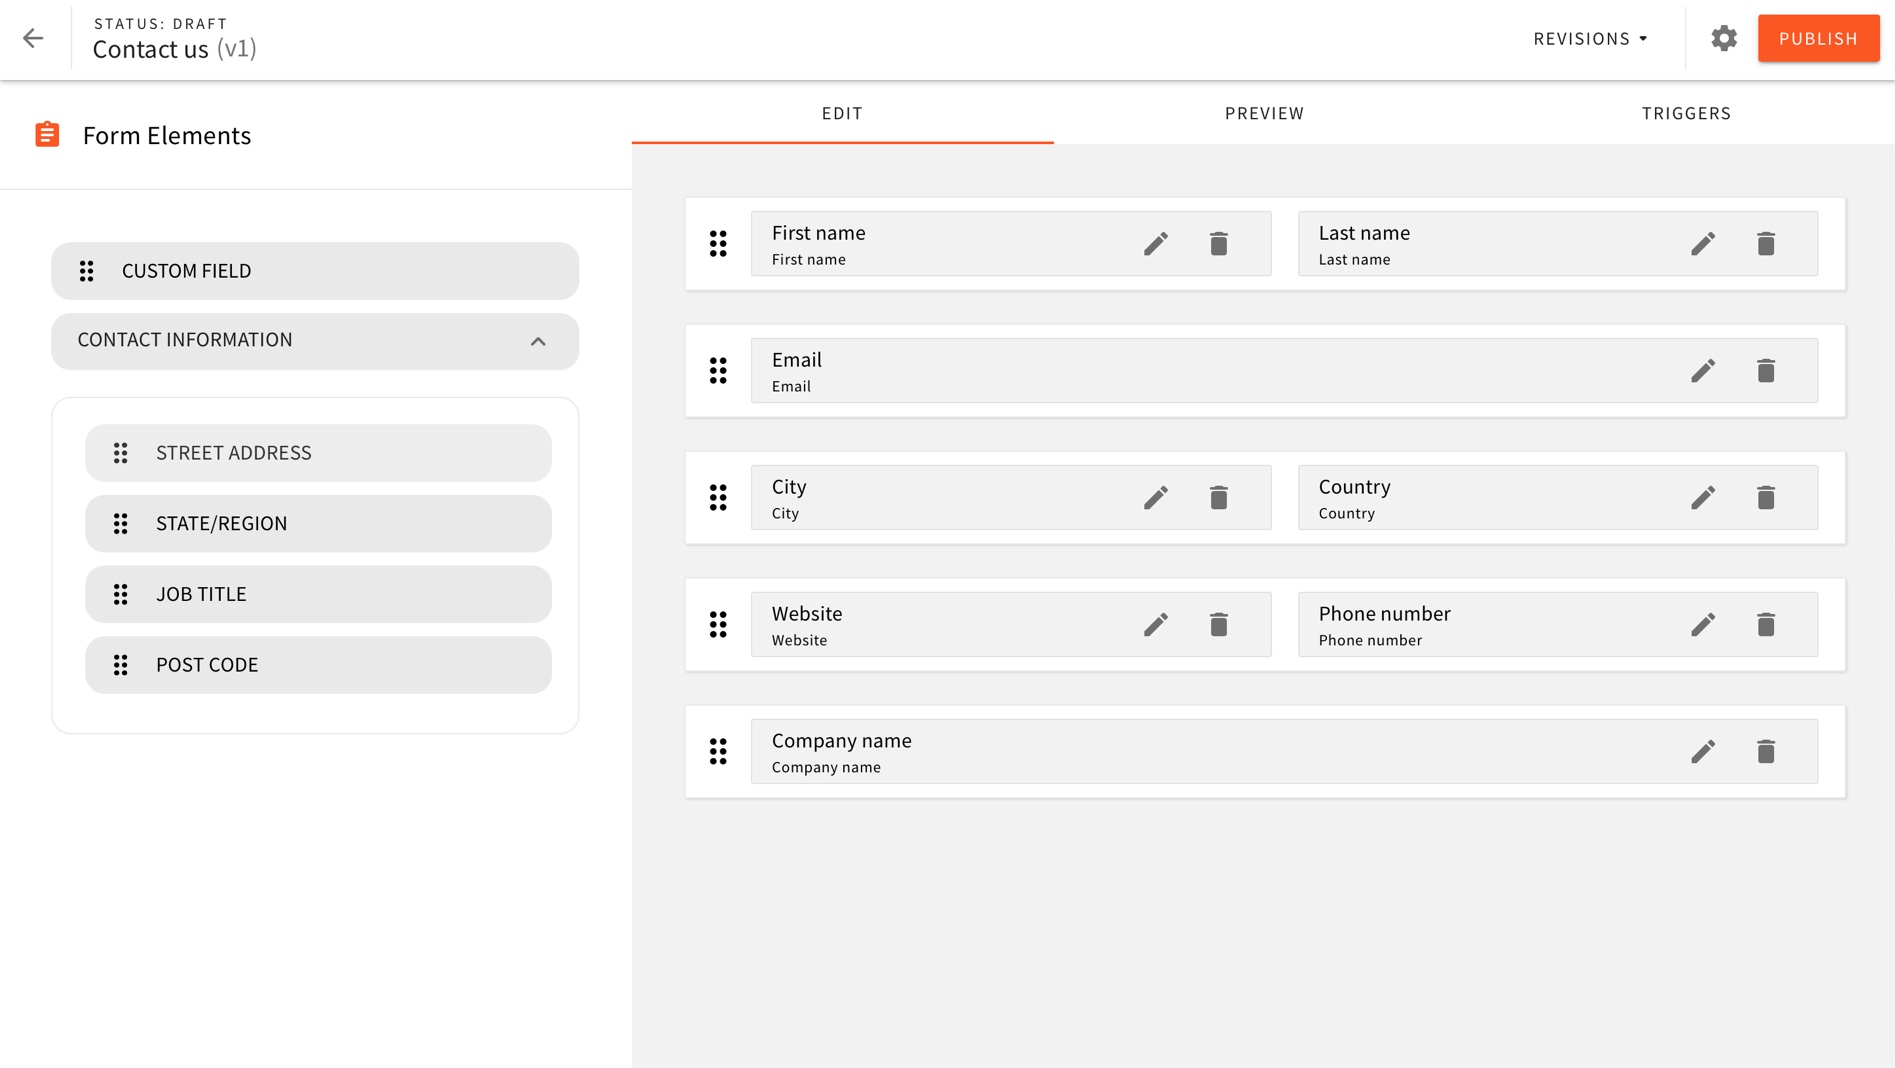 STATUS: DRAFT
Contact us (v1)
REVISIONS
PUBLISH
Form Elements
EDIT
PREVIEW
TRIGGERS
CUSTOM FIELD
CONTACT INFORMATION
STREET ADDRESS
STATE/REGION
JOB TITLE
POST CODE
First name
First name
Last name
Last name
Email
Email
City
City
Country
Country
Website
Website
Phone number
Phone number
Company name
Company name